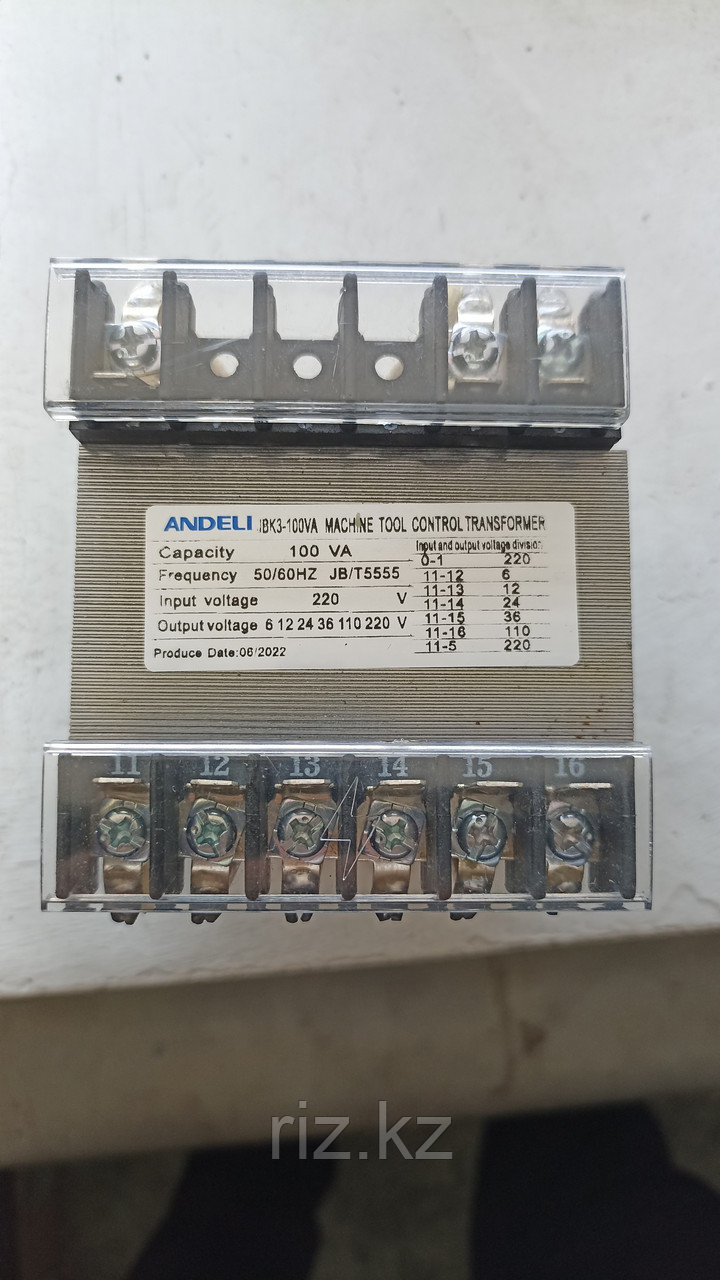 ANDELI JBK3-100VA MACHINE TOOL CONTROL TRANSFORMER
Capacity 100 VA
Frequency 50/60HZ JB/T5555
Input voltage 220 V
Output voltage 6 12 24 36 110 220 V
Produce Date:06/2022
Input and output voltage division
0-1 220
11-12 6
11-13 12
11-14 24
11-15 36
11-16 110
11-5 220
11 12 13 14 15 16
riz.kz